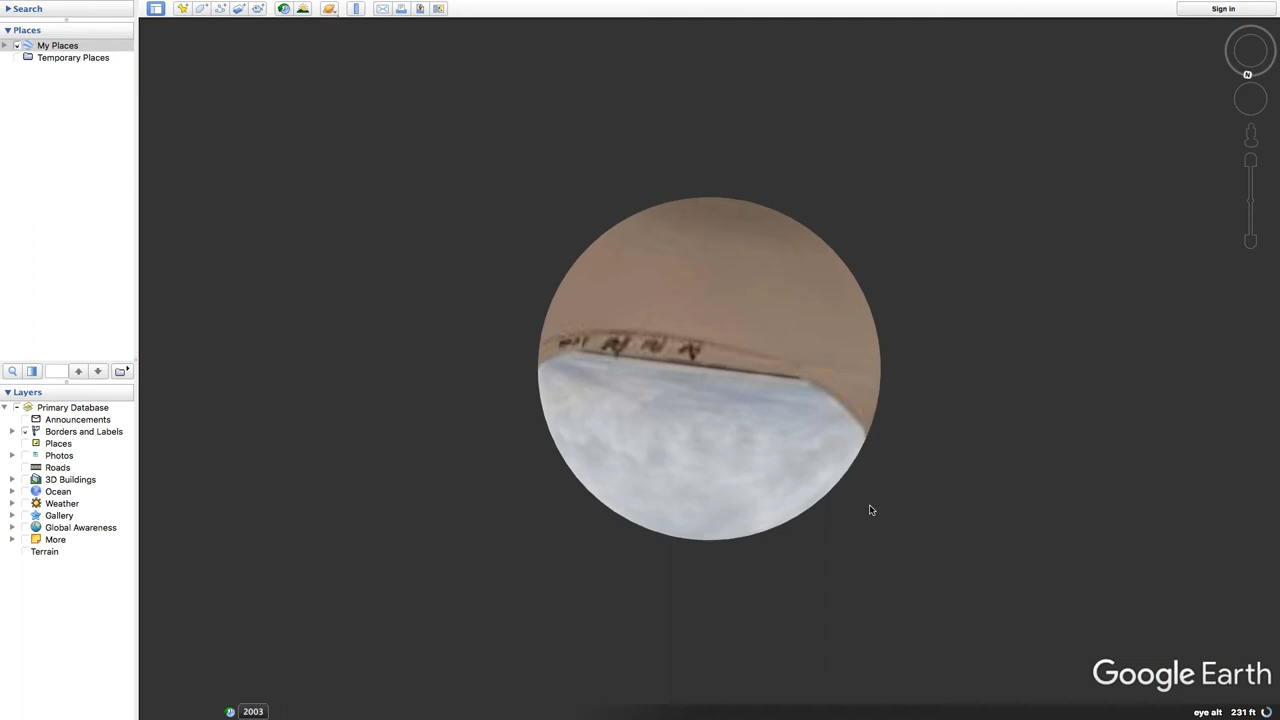 Search
Sign in
Places
My Places
Temporary Places
N
Layers
Primary Database
Announcements
Borders and Labels
Places
Photos
Roads
3D Buildings
Ocean
Weather
Gallery
Global Awareness
More
Terrain
Google Earth
2003
eye alt 231 ft